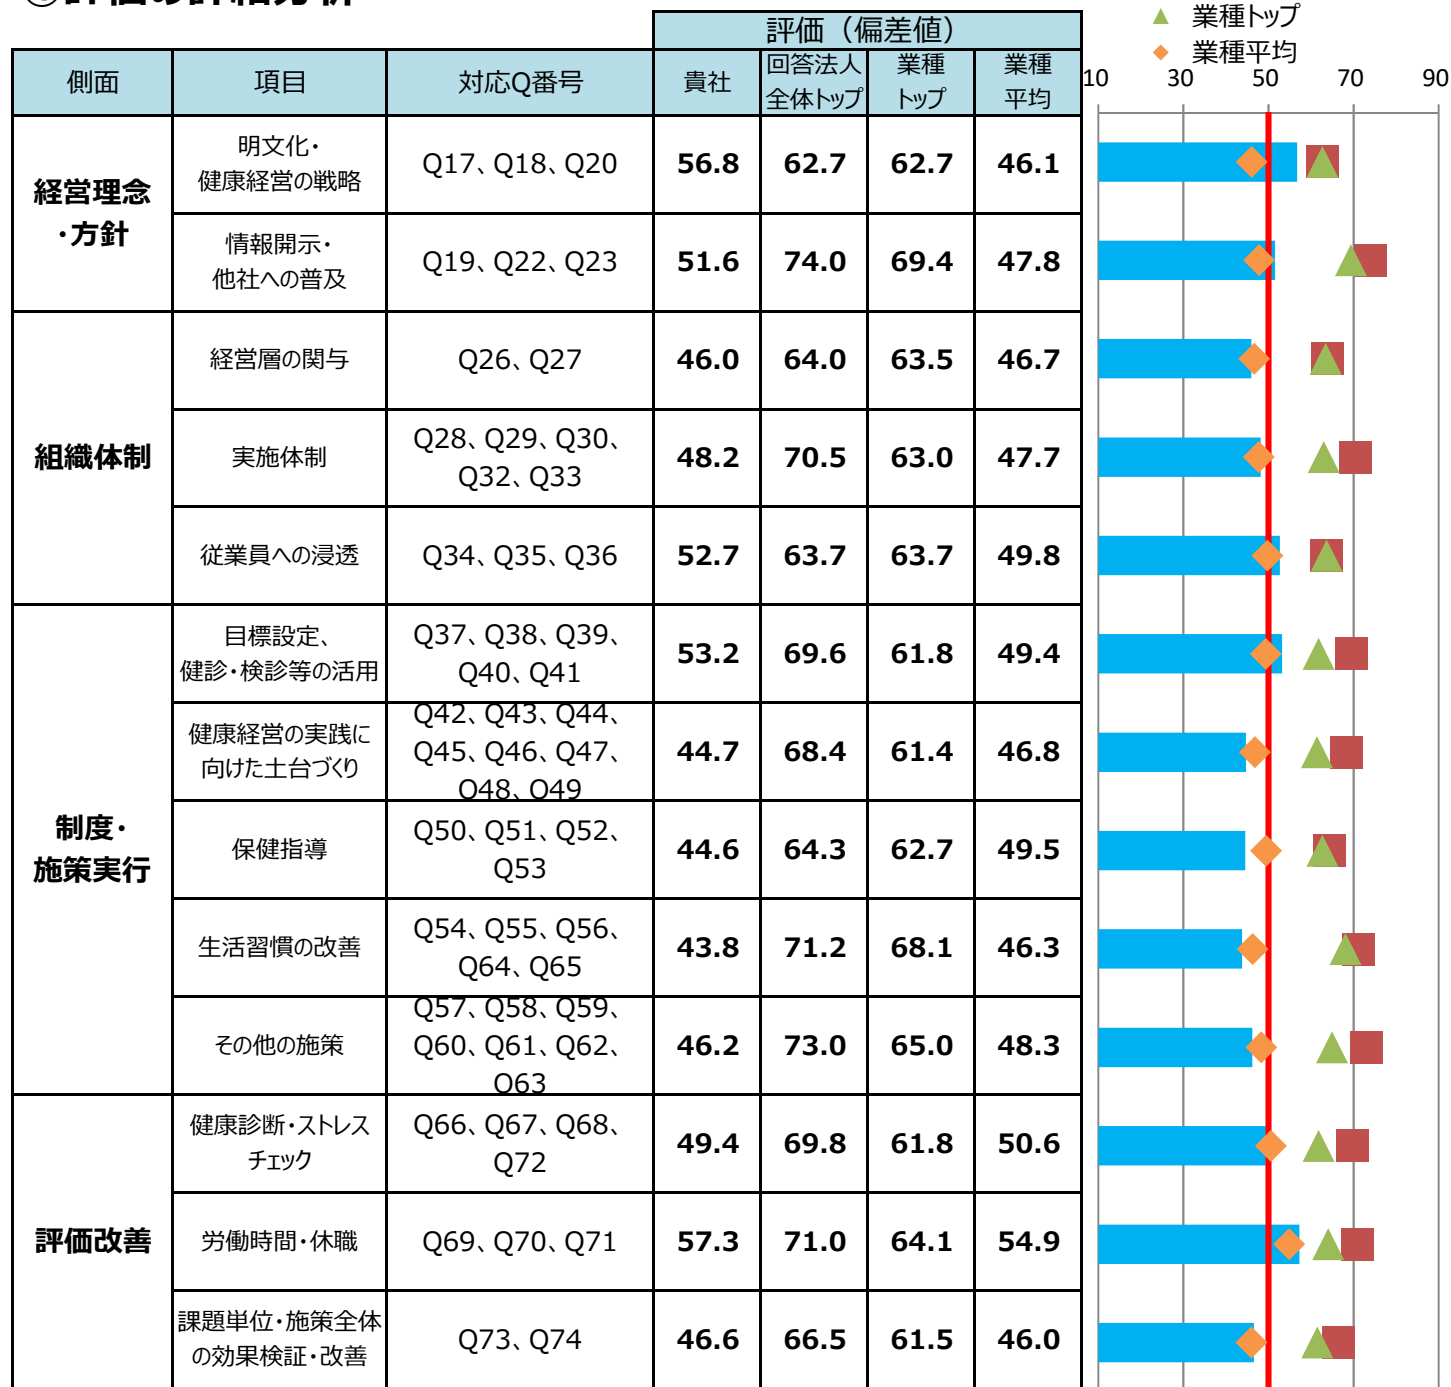 評価（偏差値）
▲ 業種トップ
◆ 業種平均
側面 項目 対応Q番号 貴社 回答法人 業種 業種
全体トップ トップ 平均
10 30 50 70 90
経営理念
・方針
明文化・
健康経営の戦略
Q17、Q18、Q20 56.8 62.7 62.7 46.1
情報開示・
他社への普及
Q19、Q22、Q23 51.6 74.0 69.4 47.8
組織体制
経営層の関与 Q26、Q27 46.0 64.0 63.5 46.7
実施体制
Q28、Q29、Q30、
Q32、Q33
48.2 70.5 63.0 47.7
従業員への浸透 Q34、Q35、Q36 52.7 63.7 63.7 49.8
制度・
施策実行
目標設定、
健診・検診等の活用
Q37、Q38、Q39、
Q40、Q41
53.2 69.6 61.8 49.4
健康経営の実践に
向けた土台づくり
Q42、Q43、Q44、
Q45、Q46、Q47、
Q48、Q49
44.7 68.4 61.4 46.8
保健指導
Q50、Q51、Q52、
Q53
44.6 64.3 62.7 49.5
生活習慣の改善
Q54、Q55、Q56、
Q64、Q65
43.8 71.2 68.1 46.3
その他の施策
Q57、Q58、Q59、
Q60、Q61、Q62、
Q63
46.2 73.0 65.0 48.3
評価改善
健康診断・ストレス
チェック
Q66、Q67、Q68、
Q72
49.4 69.8 61.8 50.6
労働時間・休職 Q69、Q70、Q71 57.3 71.0 64.1 54.9
課題単位・施策全体
の効果検証・改善
Q73、Q74 46.6 66.5 61.5 46.0